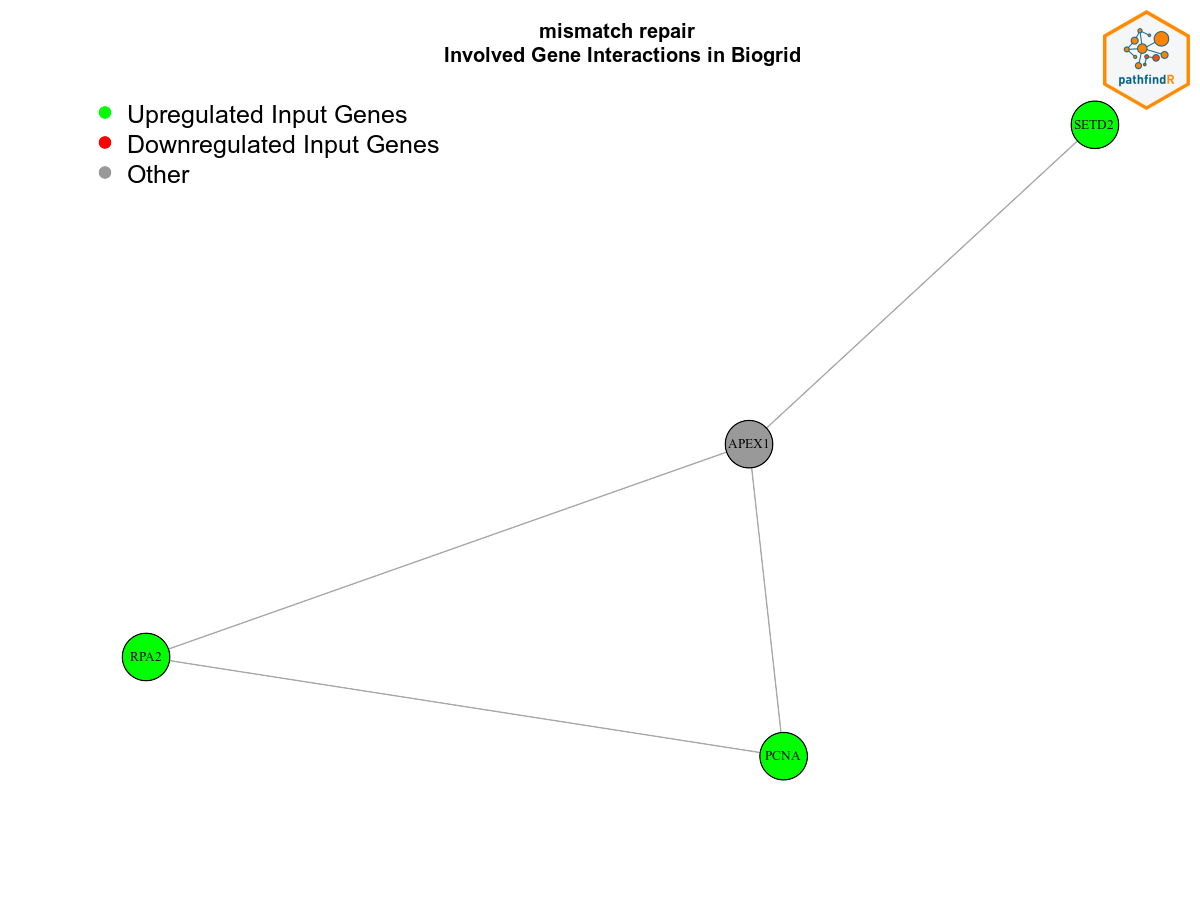 mismatch repair
Involved Gene Interactions in Biogrid
pathfindR
Upregulated Input Genes
Downregulated Input Genes
Other
SETD2
APEX1
RPA2
PCNA